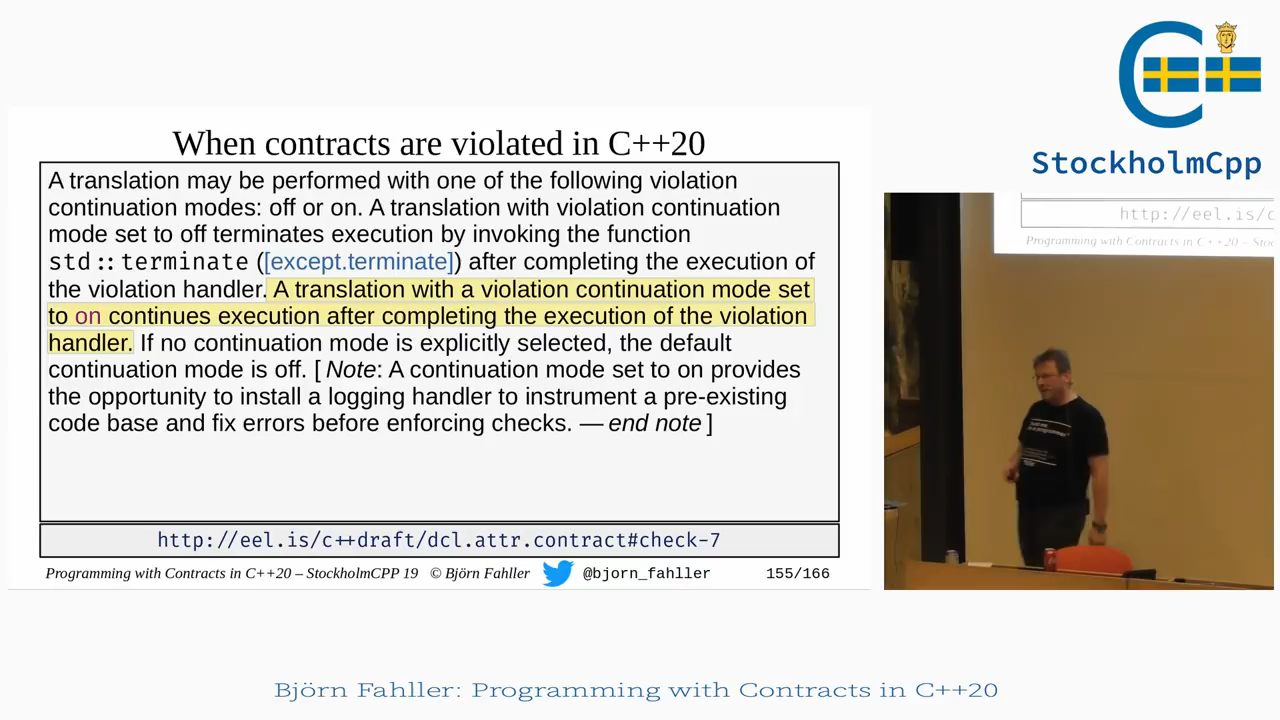 When contracts are violated in C++20
A translation may be performed with one of the following violation
continuation modes: off or on. A translation with violation continuation
mode set to off terminates execution by invoking the function
std::terminate ([except.terminate]) after completing the execution of
the violation handler. A translation with a violation continuation mode set
to on continues execution after completing the execution of the violation
handler. If no continuation mode is explicitly selected, the default
continuation mode is off. [ Note: A continuation mode set to on provides
the opportunity to install a logging handler to instrument a pre-existing
code base and fix errors before enforcing checks. — end note ]
http://eel.is/c++draft/dcl.attr.contract#check-7
Programming with Contracts in C++20 – StockholmCPP 19 © Björn Fahller @bjorn_fahller 155/166
StockholmCpp
http://eel.is/c
Programming with Contracts in C++20 – Stoc
Björn Fahller: Programming with Contracts in C++20